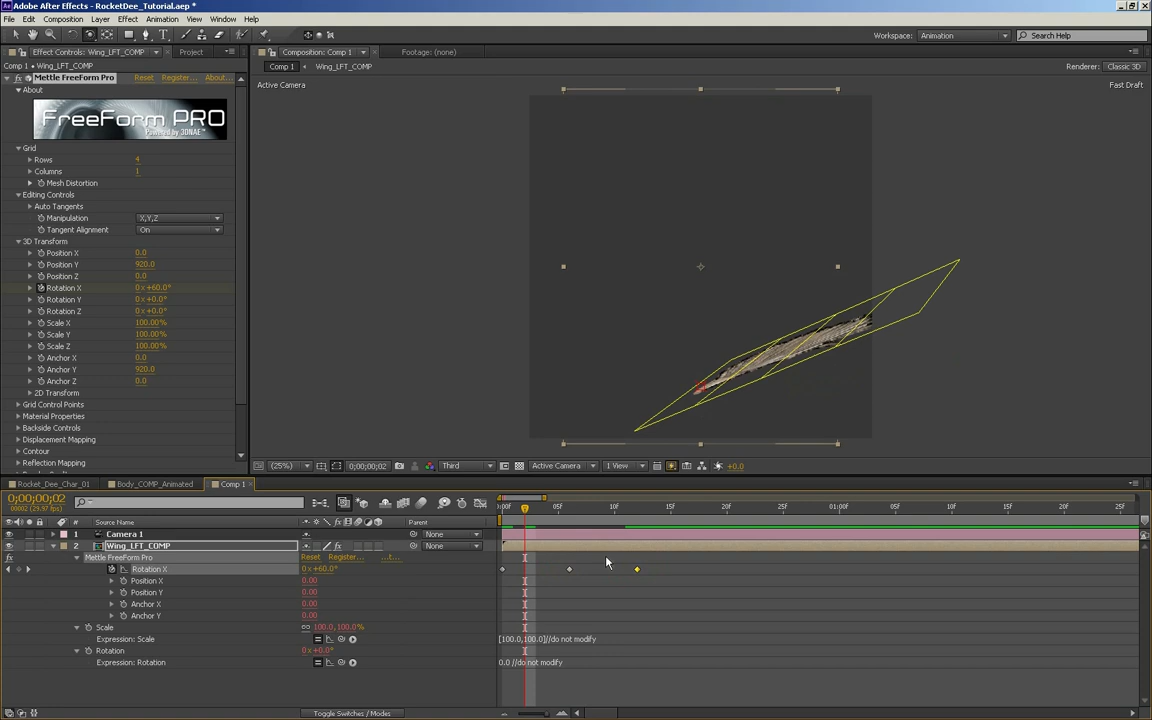 Adobe After Effects - RocketDee_Tutorial.aep *
File Edit Composition Layer Effect Animation View Window Help
Workspace: Animation Search Help
Effect Controls: Wing_LFT_COMP Project
Composition: Comp 1 Footage: (none)
Comp 1 • Wing_LFT_COMP
Comp 1 Wing_LFT_COMP
Renderer: Classic 3D
Mettle FreeForm Pro Reset Register... About...
Active Camera
Fast Draft
About
FreeForm PRO
Powered by 3DNAE™
Grid
Rows 4
Columns 1
Mesh Distortion
Editing Controls
Auto Tangents
Manipulation X,Y,Z
Tangent Alignment On
3D Transform
Position X 0.0
Position Y 920.0
Position Z 0.0
Rotation X 0x+60.0°
Rotation Y 0x+0.0°
Rotation Z 0x+0.0°
Scale X 100.00%
Scale Y 100.00%
Scale Z 100.00%
Anchor X 0.0
Anchor Y 920.0
Anchor Z 0.0
2D Transform
Grid Control Points
Material Properties
Backside Controls
Displacement Mapping
Contour
Reflection Mapping
(25%) 0;00;00;02 Third Active Camera 1 View +0.0
Rocket_Dee_Char_01 Body_COMP_Animated Comp 1
0;00;00;02
00002 (29.97 fps)
0:00F 05F 10F 15F 20F 25F 01:00F 05F 10F 15F 20F 25F
# Source Name Parent
1 Camera 1 None
2 Wing_LFT_COMP None
Mettle FreeForm Pro Reset Register... ...t...
Rotation X 0x+60.0°
Position X 0.00
Position Y 0.00
Anchor X 0.00
Anchor Y 0.00
Scale 100.0,100.0%
Expression: Scale [100.0,100.0]//do not modify
Rotation 0x+0.0°
Expression: Rotation 0.0 //do not modify
Toggle Switches / Modes